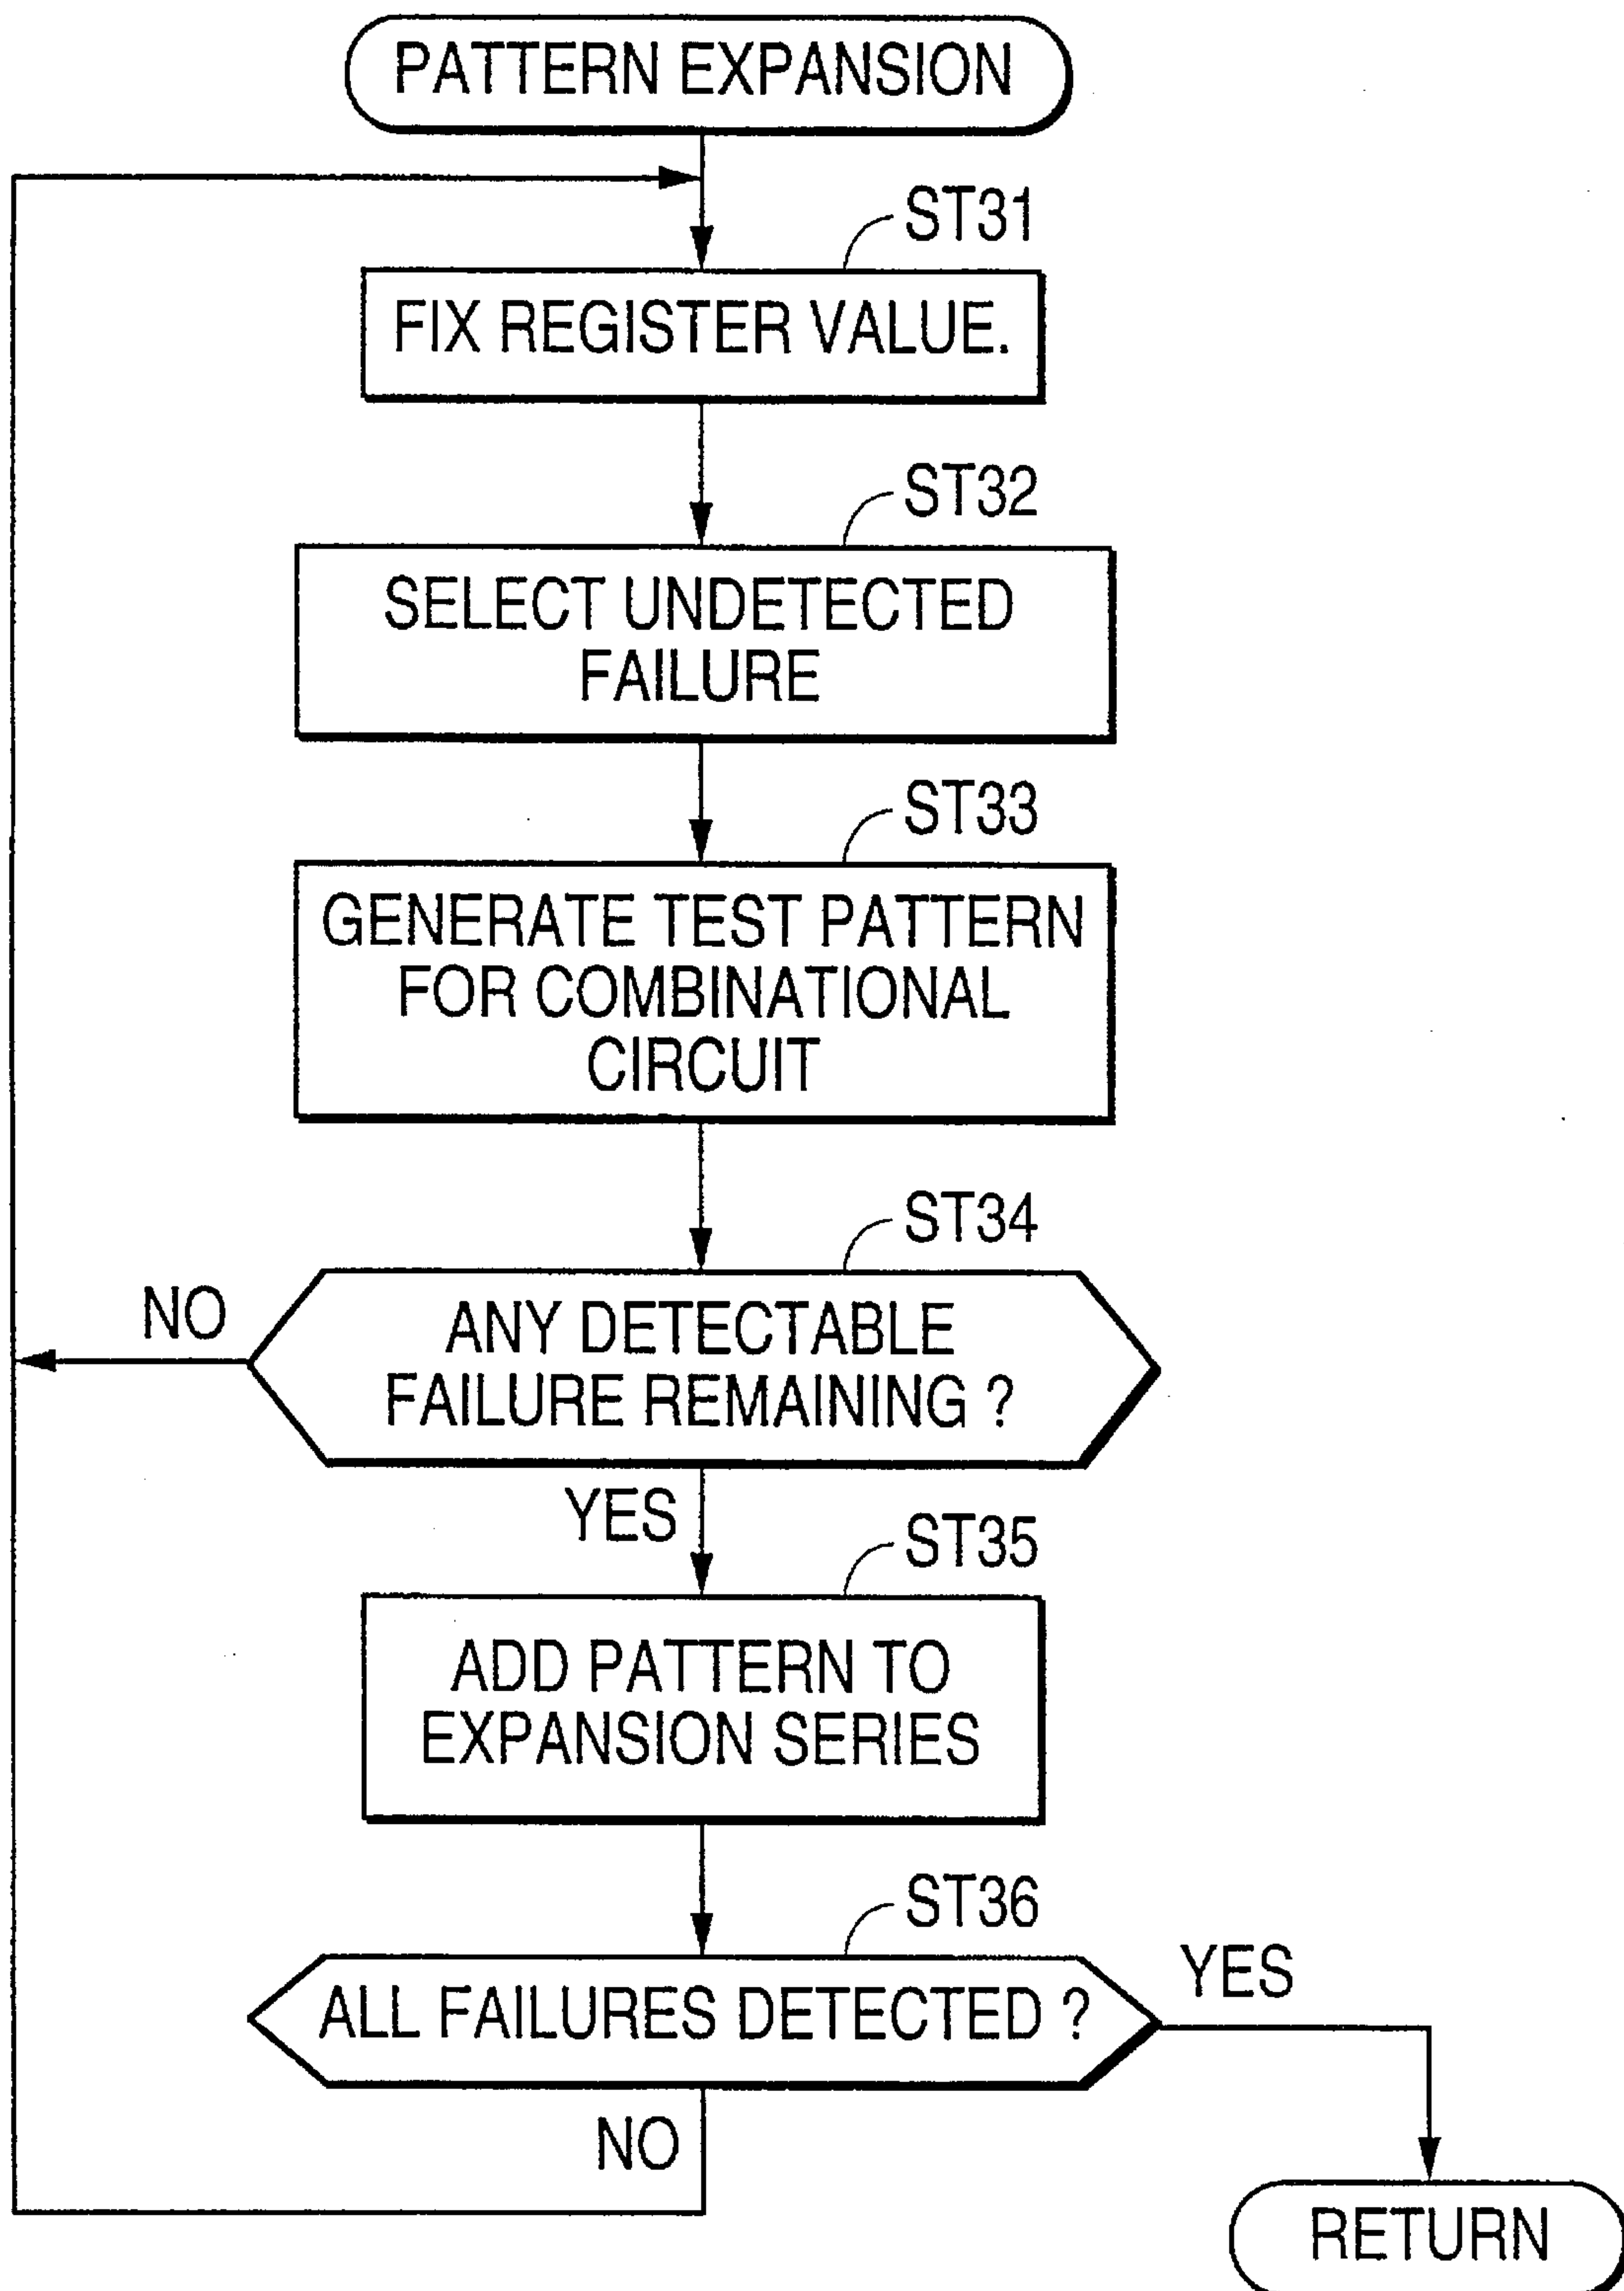 PATTERN EXPANSION
ST31
FIX REGISTER VALUE.
ST32
SELECT UNDETECTED
FAILURE
ST33
GENERATE TEST PATTERN
FOR COMBINATIONAL
CIRCUIT
ST34
NO
ANY DETECTABLE
FAILURE REMAINING ?
YES
ST35
ADD PATTERN TO
EXPANSION SERIES
ST36
ALL FAILURES DETECTED ?
YES
NO
RETURN